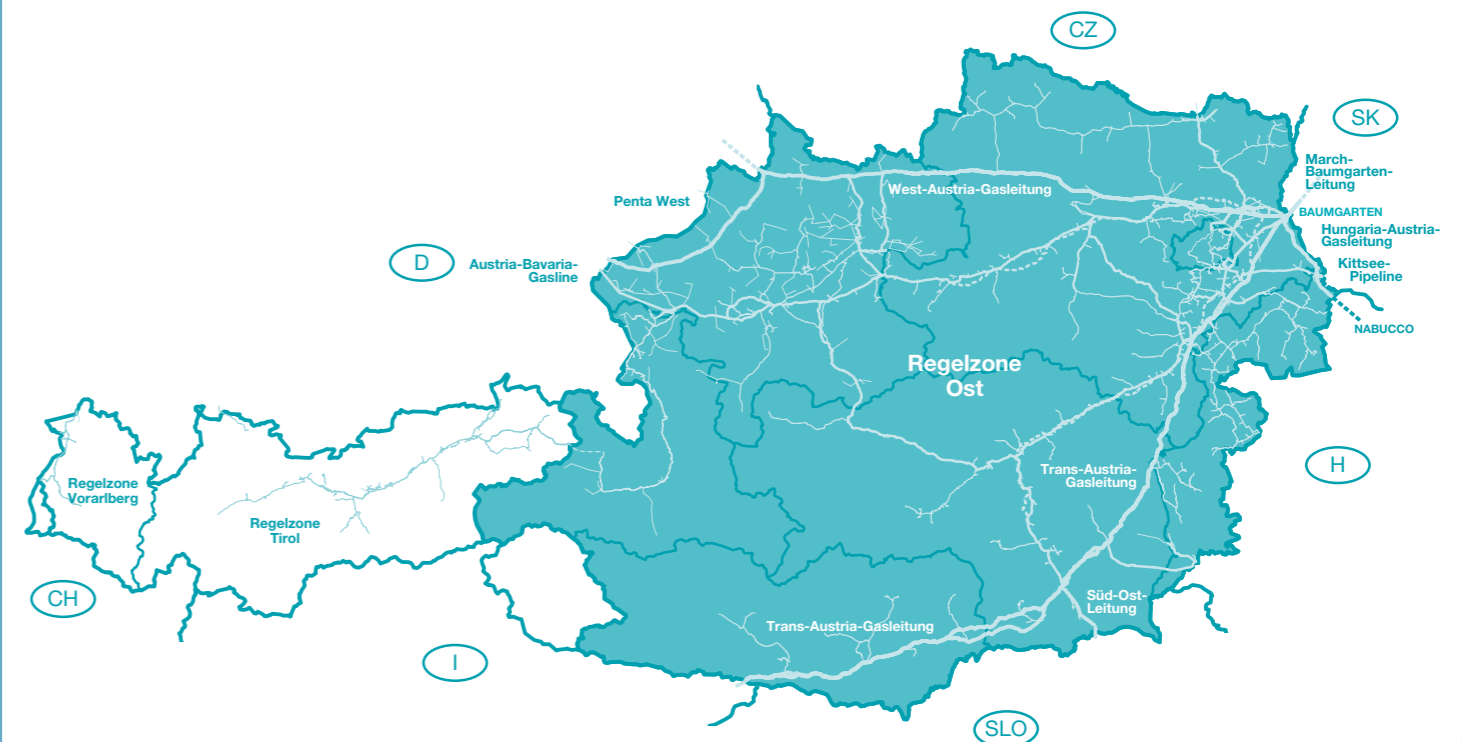 CZ
SK
March-
Baumgarten-
Leitung
Penta West
West-Austria-Gasleitung
BAUMGARTEN
Hungaria-Austria-
Gasleitung
D
Austria-Bavaria-
Gasline
Kittsee-
Pipeline
NABUCCO
Regelzone
Ost
H
Trans-Austria-
Gasleitung
Regelzone
Vorarlberg
Regelzone
Tirol
CH
Süd-Ost-
Leitung
Trans-Austria-Gasleitung
I
SLO